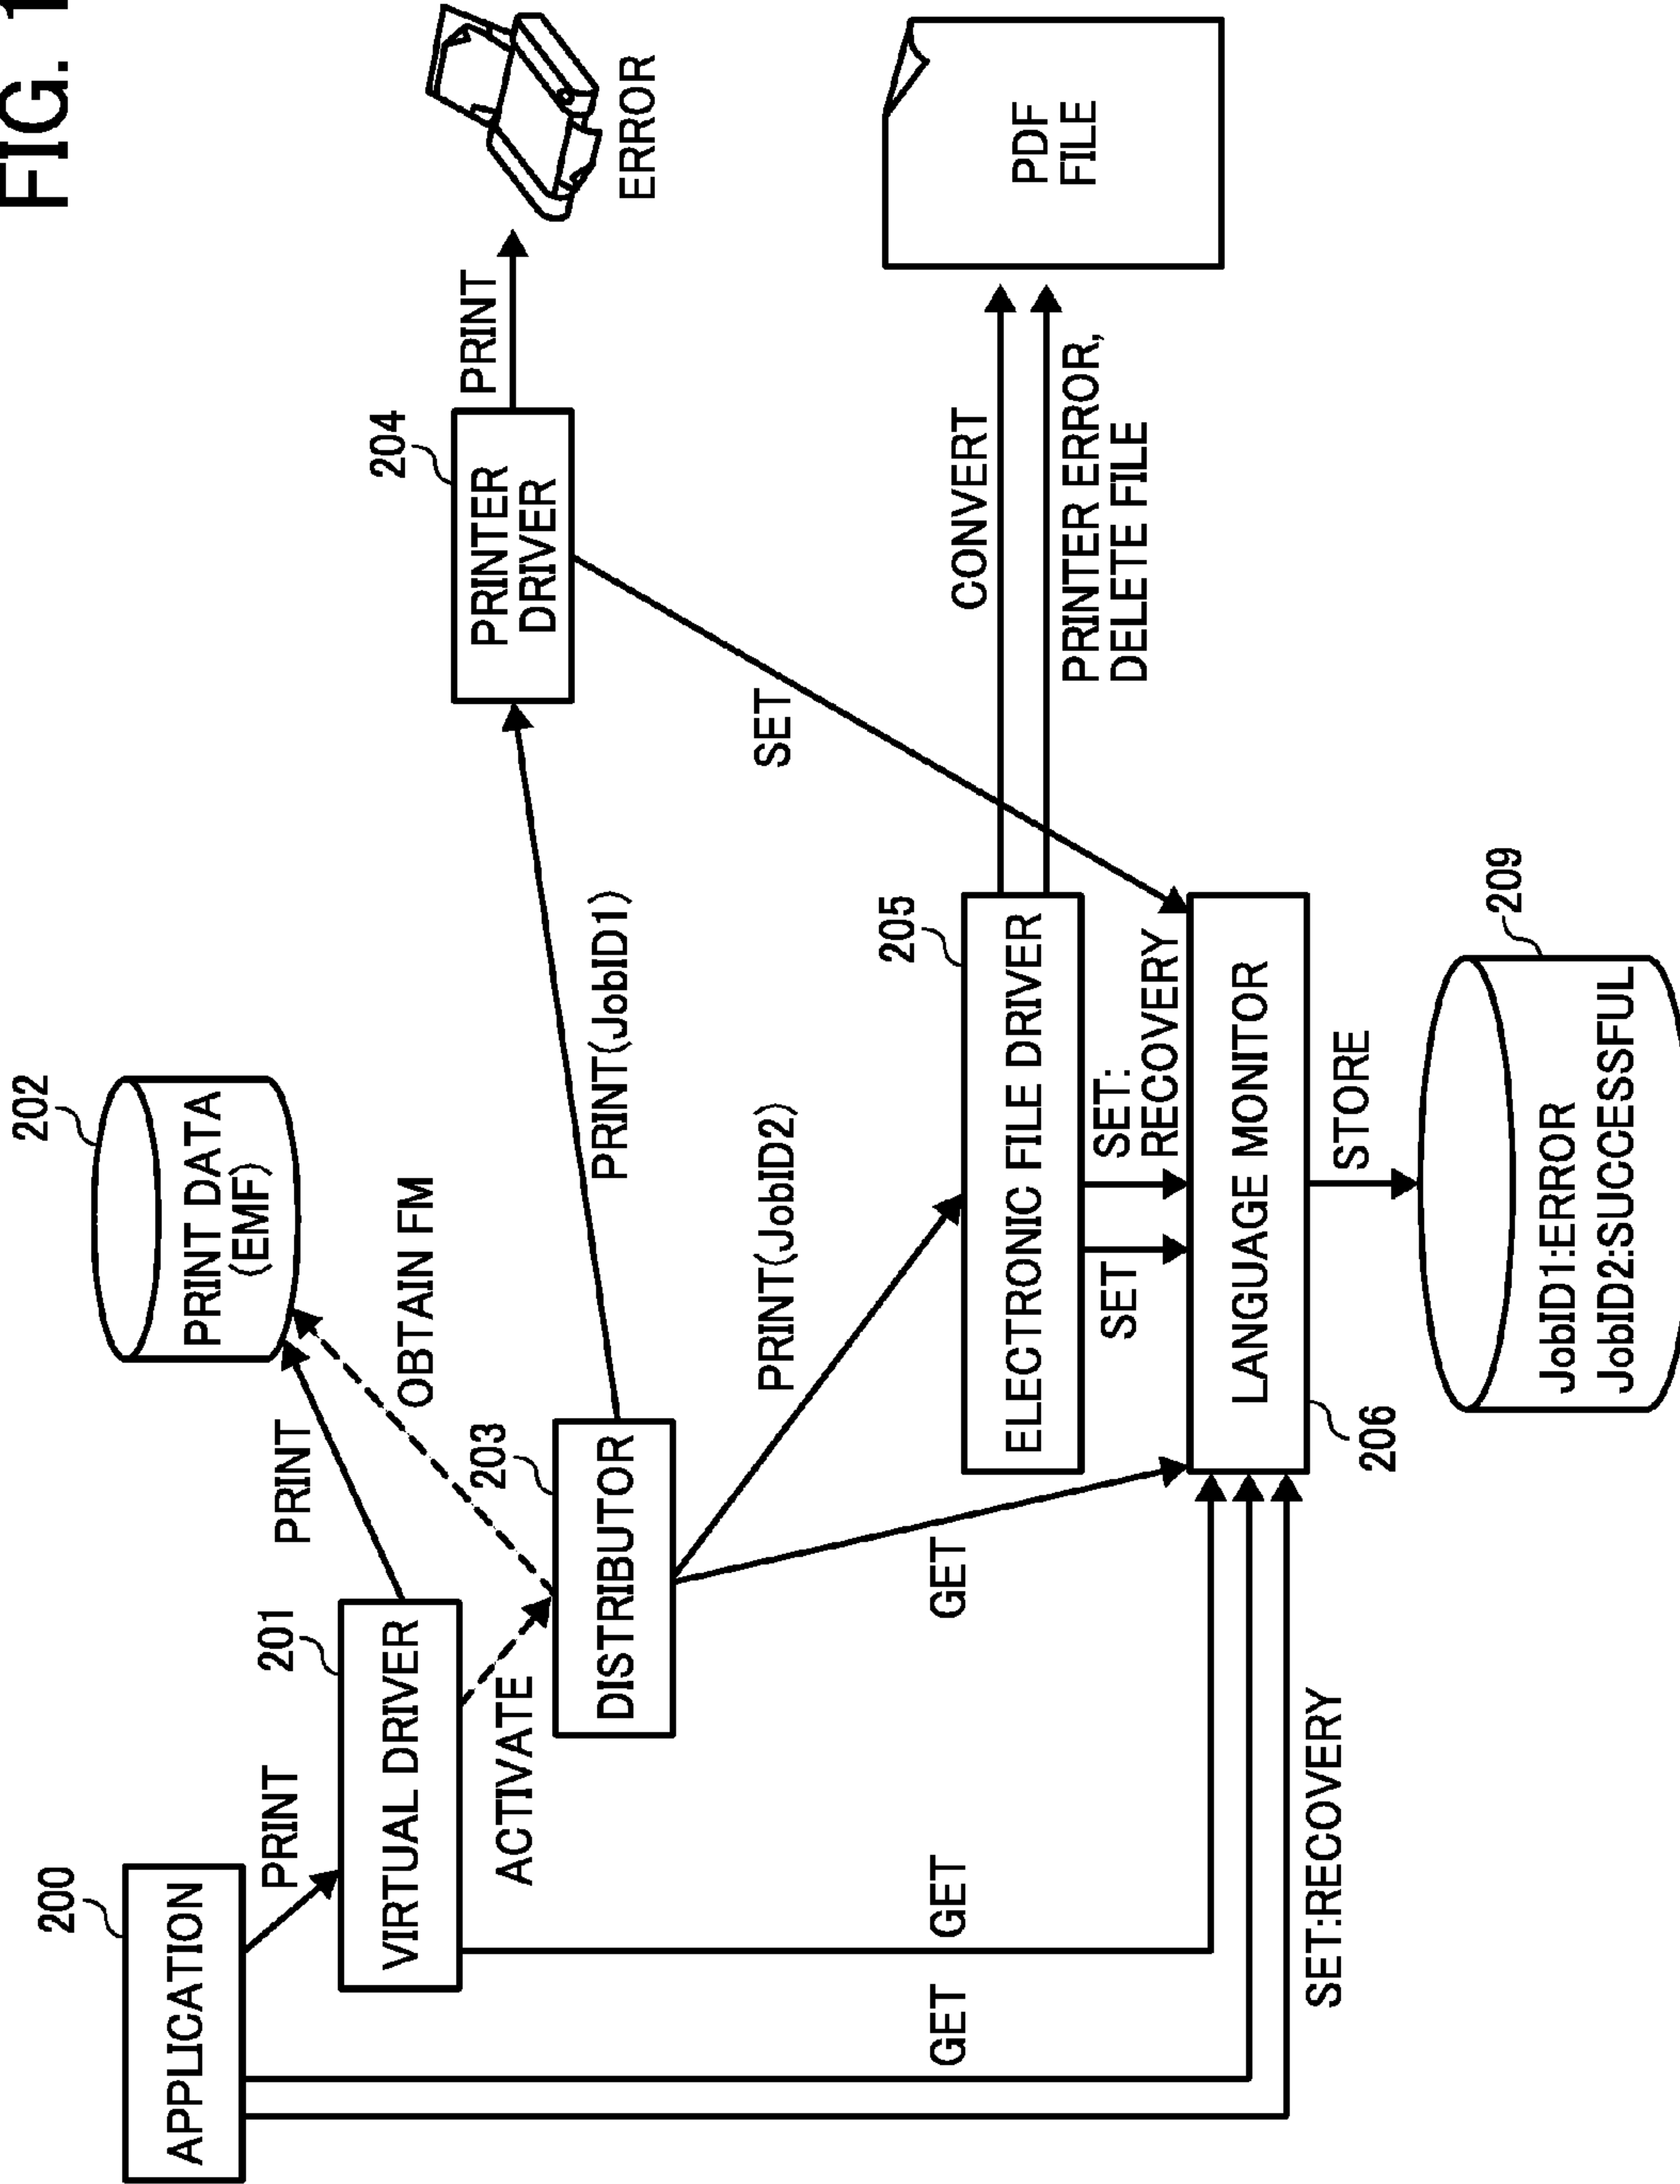 FIG. 1
200
APPLICATION
PRINT
201
VIRTUAL DRIVER
PRINT
202
PRINT DATA
(EMF)
ACTIVATE
OBTAIN FM
203
DISTRIBUTOR
PRINT(JobID1)
204
PRINTER
DRIVER
PRINT
ERROR
PRINT(JobID2)
SET
GET
GET
GET
205
ELECTRONIC FILE DRIVER
CONVERT
PRINTER ERROR,
DELETE FILE
PDF
FILE
SET
SET:
RECOVERY
LANGUAGE MONITOR
206
SET:RECOVERY
STORE
209
JobID1:ERROR
JobID2:SUCCESSFUL